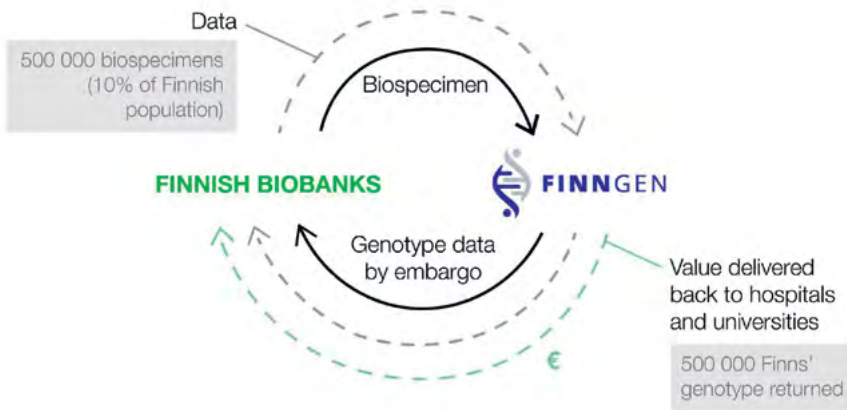 Data
500 000 biospecimens
(10% of Finnish
population)
Biospecimen
FINNISH BIOBANKS
FINNGEN
Genotype data
by embargo
Value delivered
back to hospitals
and universities
€
500 000 Finns'
genotype returned